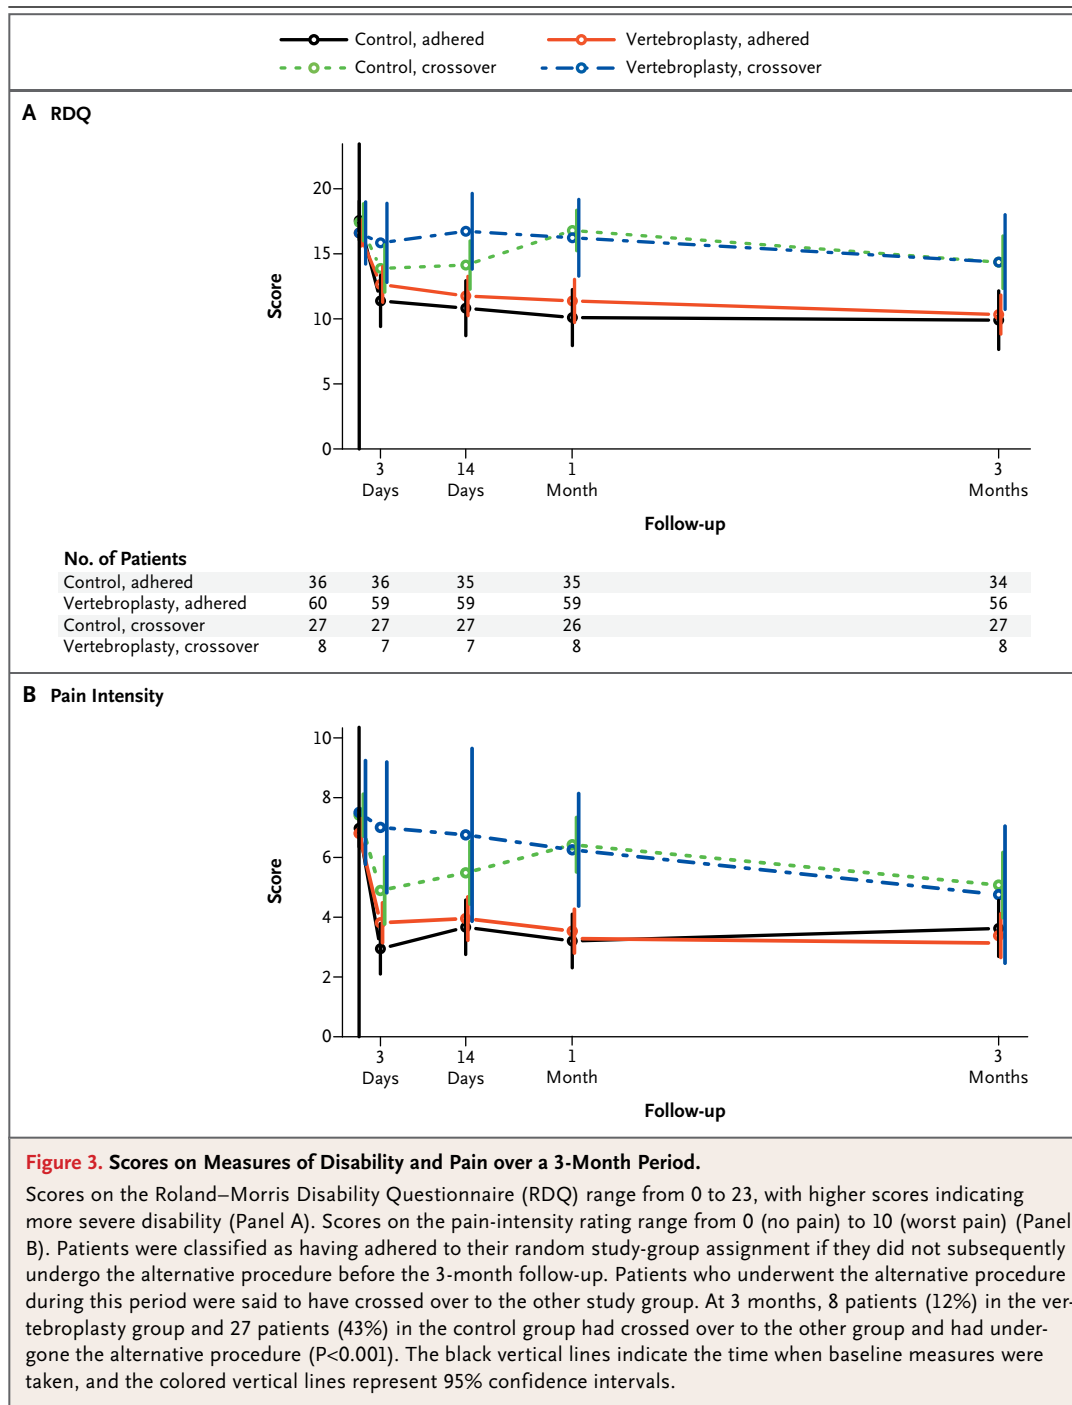 Control, adhered Vertebroplasty, adhered
Control, crossover Vertebroplasty, crossover
A RDQ
20
15
10
5
0
Score
3 14 1 3
Days Days Month Months
Follow-up
No. of Patients
Control, adhered 36 36 35 35 34
Vertebroplasty, adhered 60 59 59 59 56
Control, crossover 27 27 27 26 27
Vertebroplasty, crossover 8 7 7 8 8
B Pain Intensity
10
8
6
4
2
0
Score
3 14 1 3
Days Days Month Months
Follow-up
Figure 3. Scores on Measures of Disability and Pain over a 3-Month Period.
Scores on the Roland–Morris Disability Questionnaire (RDQ) range from 0 to 23, with higher scores indicating
more severe disability (Panel A). Scores on the pain-intensity rating range from 0 (no pain) to 10 (worst pain) (Panel
B). Patients were classified as having adhered to their random study-group assignment if they did not subsequently
undergo the alternative procedure before the 3-month follow-up. Patients who underwent the alternative procedure
during this period were said to have crossed over to the other study group. At 3 months, 8 patients (12%) in the ver-
tebroplasty group and 27 patients (43%) in the control group had crossed over to the other group and had under-
gone the alternative procedure (P<0.001). The black vertical lines indicate the time when baseline measures were
taken, and the colored vertical lines represent 95% confidence intervals.